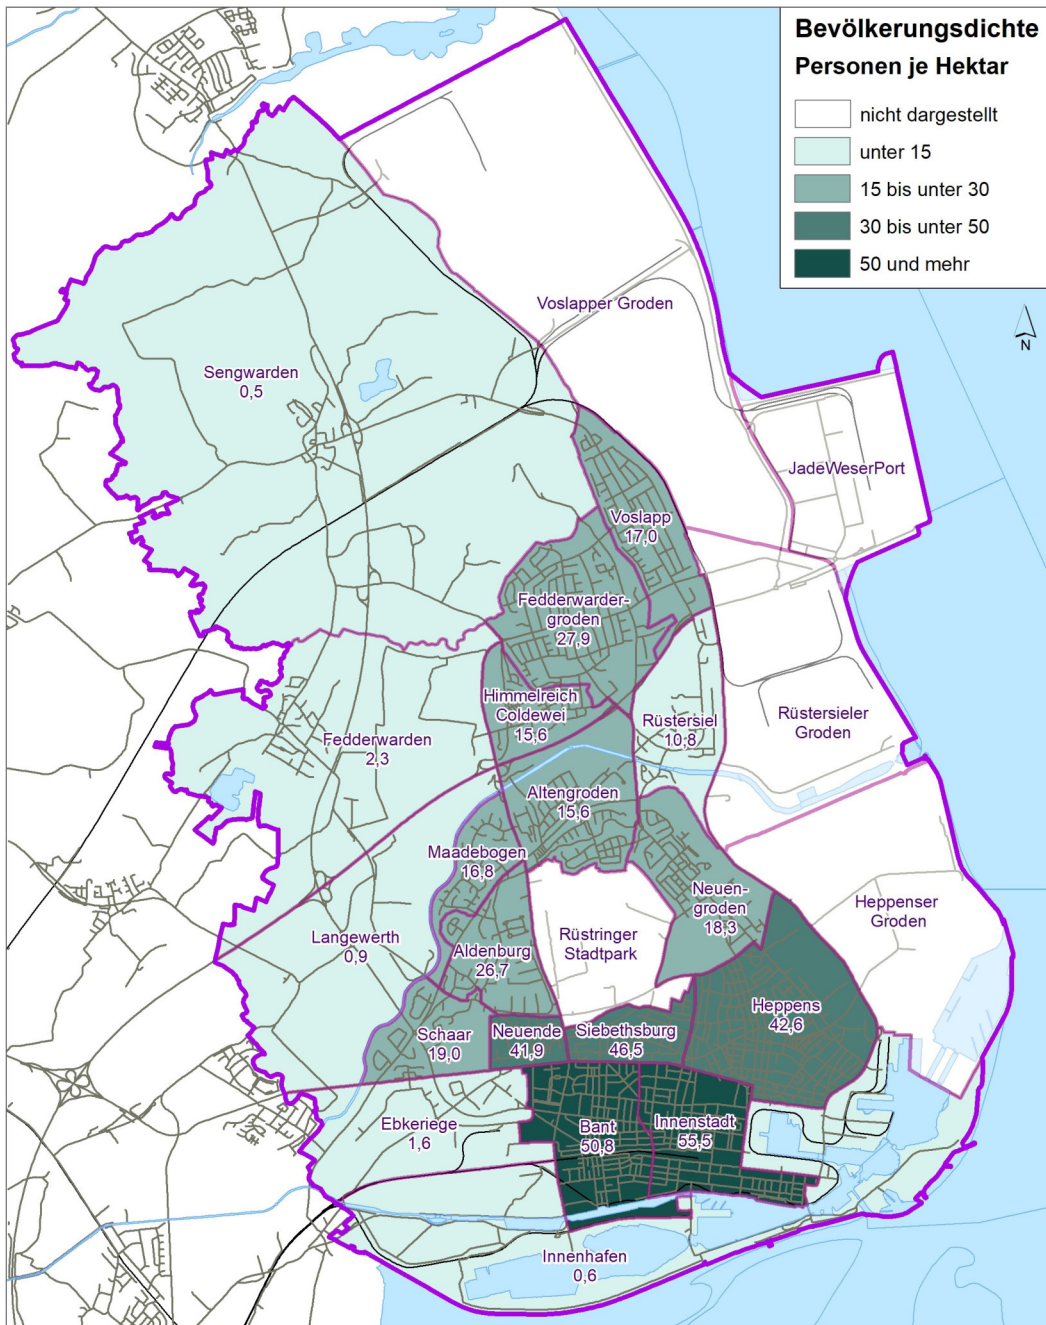 Bevölkerungsdichte
Personen je Hektar
nicht dargestellt
unter 15
15 bis unter 30
30 bis unter 50
50 und mehr
N
Voslapper Groden
Sengwarden
0,5
JadeWeserPort
Voslapp
17,0
Fedderwarder-
groden
27,9
Himmelreich
Coldewei
15,6
Rüstersiel
10,8
Rüstersieler
Groden
Fedderwarden
2,3
Altengroden
15,6
Maadebogen
16,8
Neuen-
groden
18,3
Heppenser
Groden
Langewerth
0,9
Aldenburg
26,7
Rüstringer
Stadtpark
Heppens
42,6
Schaar
19,0
Neuende
41,9
Siebethsburg
46,5
Ebkeriege
1,6
Bant
50,8
Innenstadt
55,5
Innenhafen
0,6